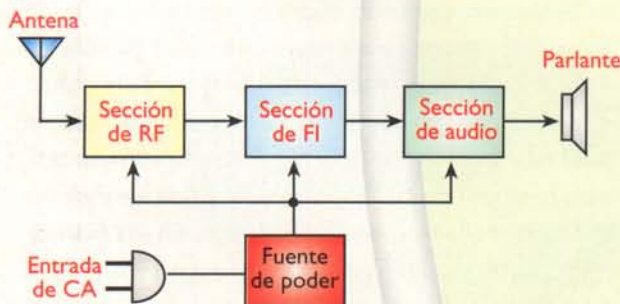 Antena
Parlante
Sección
de RF
Sección
de FI
Sección
de audio
Entrada
de CA
Fuente
de poder